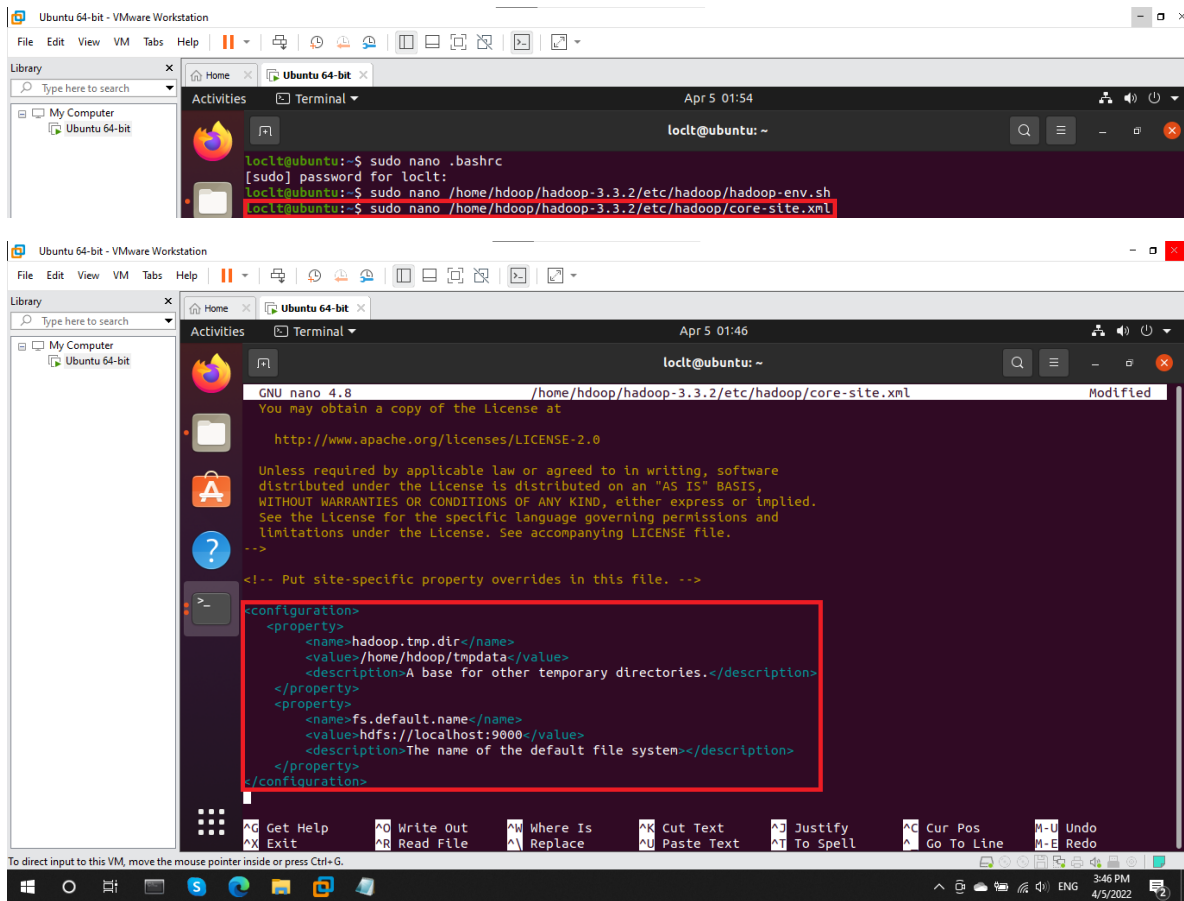 Ubuntu 64-bit - VMware Workstation
File Edit View VM Tabs Help
Library
Home
Ubuntu 64-bit
Type here to search
Activities Terminal Apr 5 01:54
My Computer
Ubuntu 64-bit
loclt@ubuntu: ~
loclt@ubuntu:~$ sudo nano .bashrc
[sudo] password for loclt:
loclt@ubuntu:~$ sudo nano /home/hdoop/hadoop-3.3.2/etc/hadoop/hadoop-env.sh
loclt@ubuntu:~$ sudo nano /home/hdoop/hadoop-3.3.2/etc/hadoop/core-site.xml
Ubuntu 64-bit - VMware Workstation
File Edit View VM Tabs Help
Library
Home
Ubuntu 64-bit
Type here to search
Activities Terminal Apr 5 01:46
My Computer
Ubuntu 64-bit
loclt@ubuntu: ~
GNU nano 4.8 /home/hdoop/hadoop-3.3.2/etc/hadoop/core-site.xml Modified
You may obtain a copy of the License at
http://www.apache.org/licenses/LICENSE-2.0
Unless required by applicable law or agreed to in writing, software
distributed under the License is distributed on an "AS IS" BASIS,
WITHOUT WARRANTIES OR CONDITIONS OF ANY KIND, either express or implied.
See the License for the specific language governing permissions and
limitations under the License. See accompanying LICENSE file.
-->
<!-- Put site-specific property overrides in this file. -->
<configuration>
<property>
<name>hadoop.tmp.dir</name>
<value>/home/hdoop/tmpdata</value>
<description>A base for other temporary directories.</description>
</property>
<property>
<name>fs.default.name</name>
<value>hdfs://localhost:9000</value>
<description>The name of the default file system></description>
</property>
</configuration>
^G Get Help ^O Write Out ^W Where Is ^K Cut Text ^J Justify ^C Cur Pos M-U Undo
^X Exit ^R Read File ^\ Replace ^U Paste Text ^T To Spell ^_ Go To Line M-E Redo
To direct input to this VM, move the mouse pointer inside or press Ctrl+G.
ENG
3:46 PM
4/5/2022
2